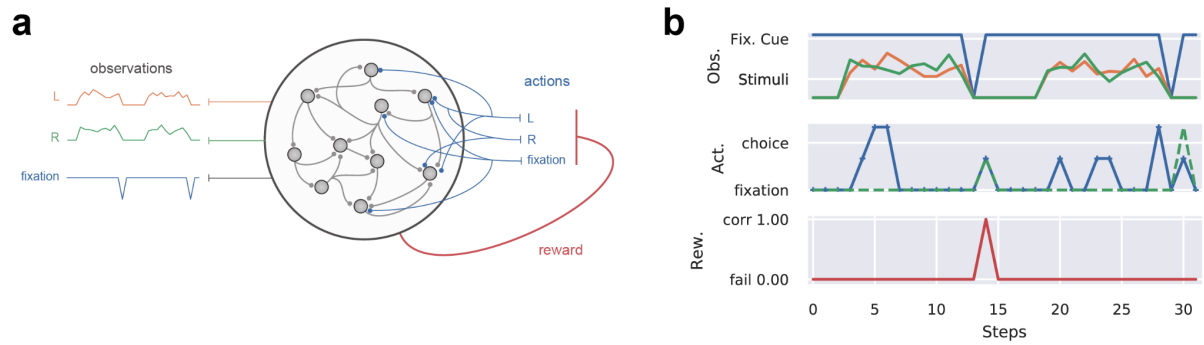 a
observations
L
R
fixation
actions
L
R
fixation
reward
b
Obs.
Fix. Cue
Stimuli
Act.
choice
fixation
Rew.
corr 1.00
fail 0.00
0 5 10 15 20 25 30
Steps